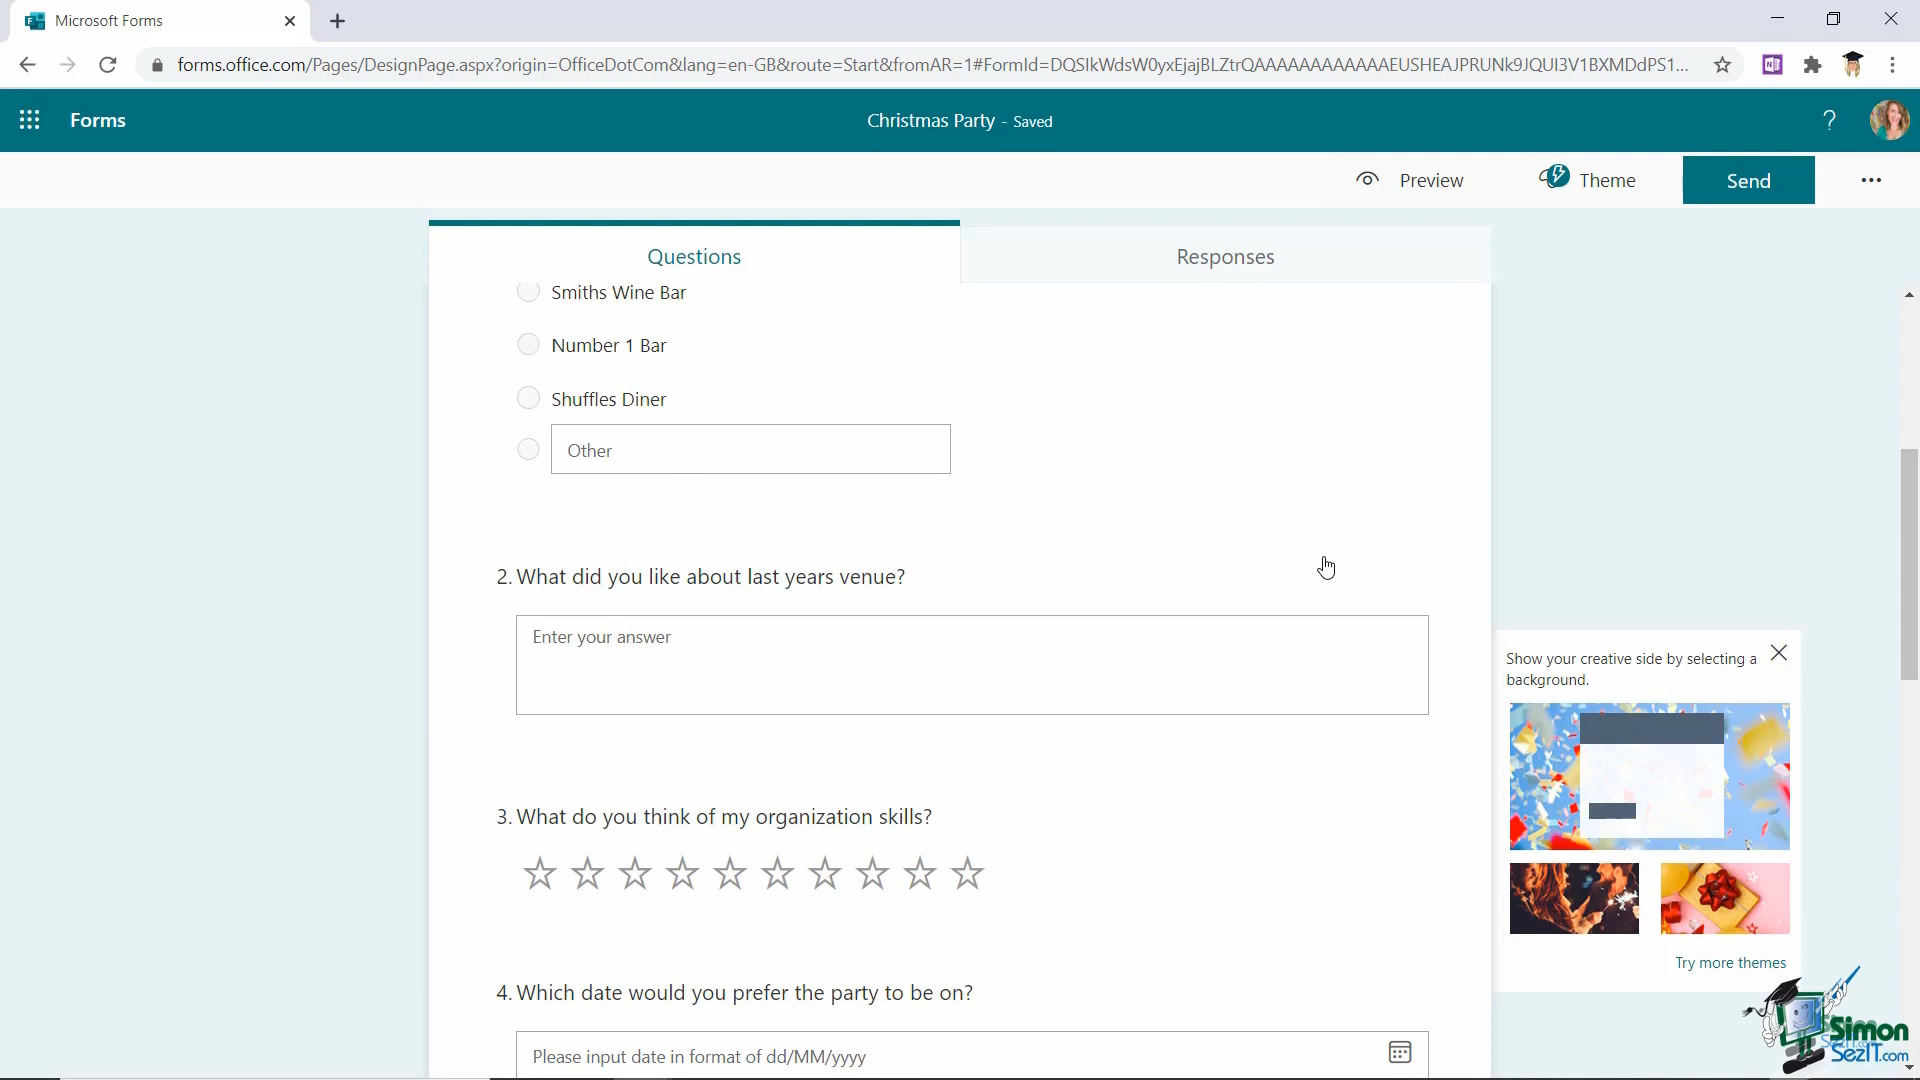 Microsoft Forms
forms.office.com/Pages/DesignPage.aspx?origin=OfficeDotCom&lang=en-GB&route=Start&fromAR=1#FormId=DQSIkWdsW0yxEjajBLZtrQAAAAAAAAAAAAEUSHEAJPRUNk9JQUI3V1BXMDdPS1...
Forms
Christmas Party - Saved
?
Preview
Theme
Send
Questions
Responses
Smiths Wine Bar
Number 1 Bar
Shuffles Diner
Other
2. What did you like about last years venue?
Enter your answer
Show your creative side by selecting a
background.
3. What do you think of my organization skills?
Try more themes
4. Which date would you prefer the party to be on?
Please input date in format of dd/MM/yyyy
Simon
SezIT.com